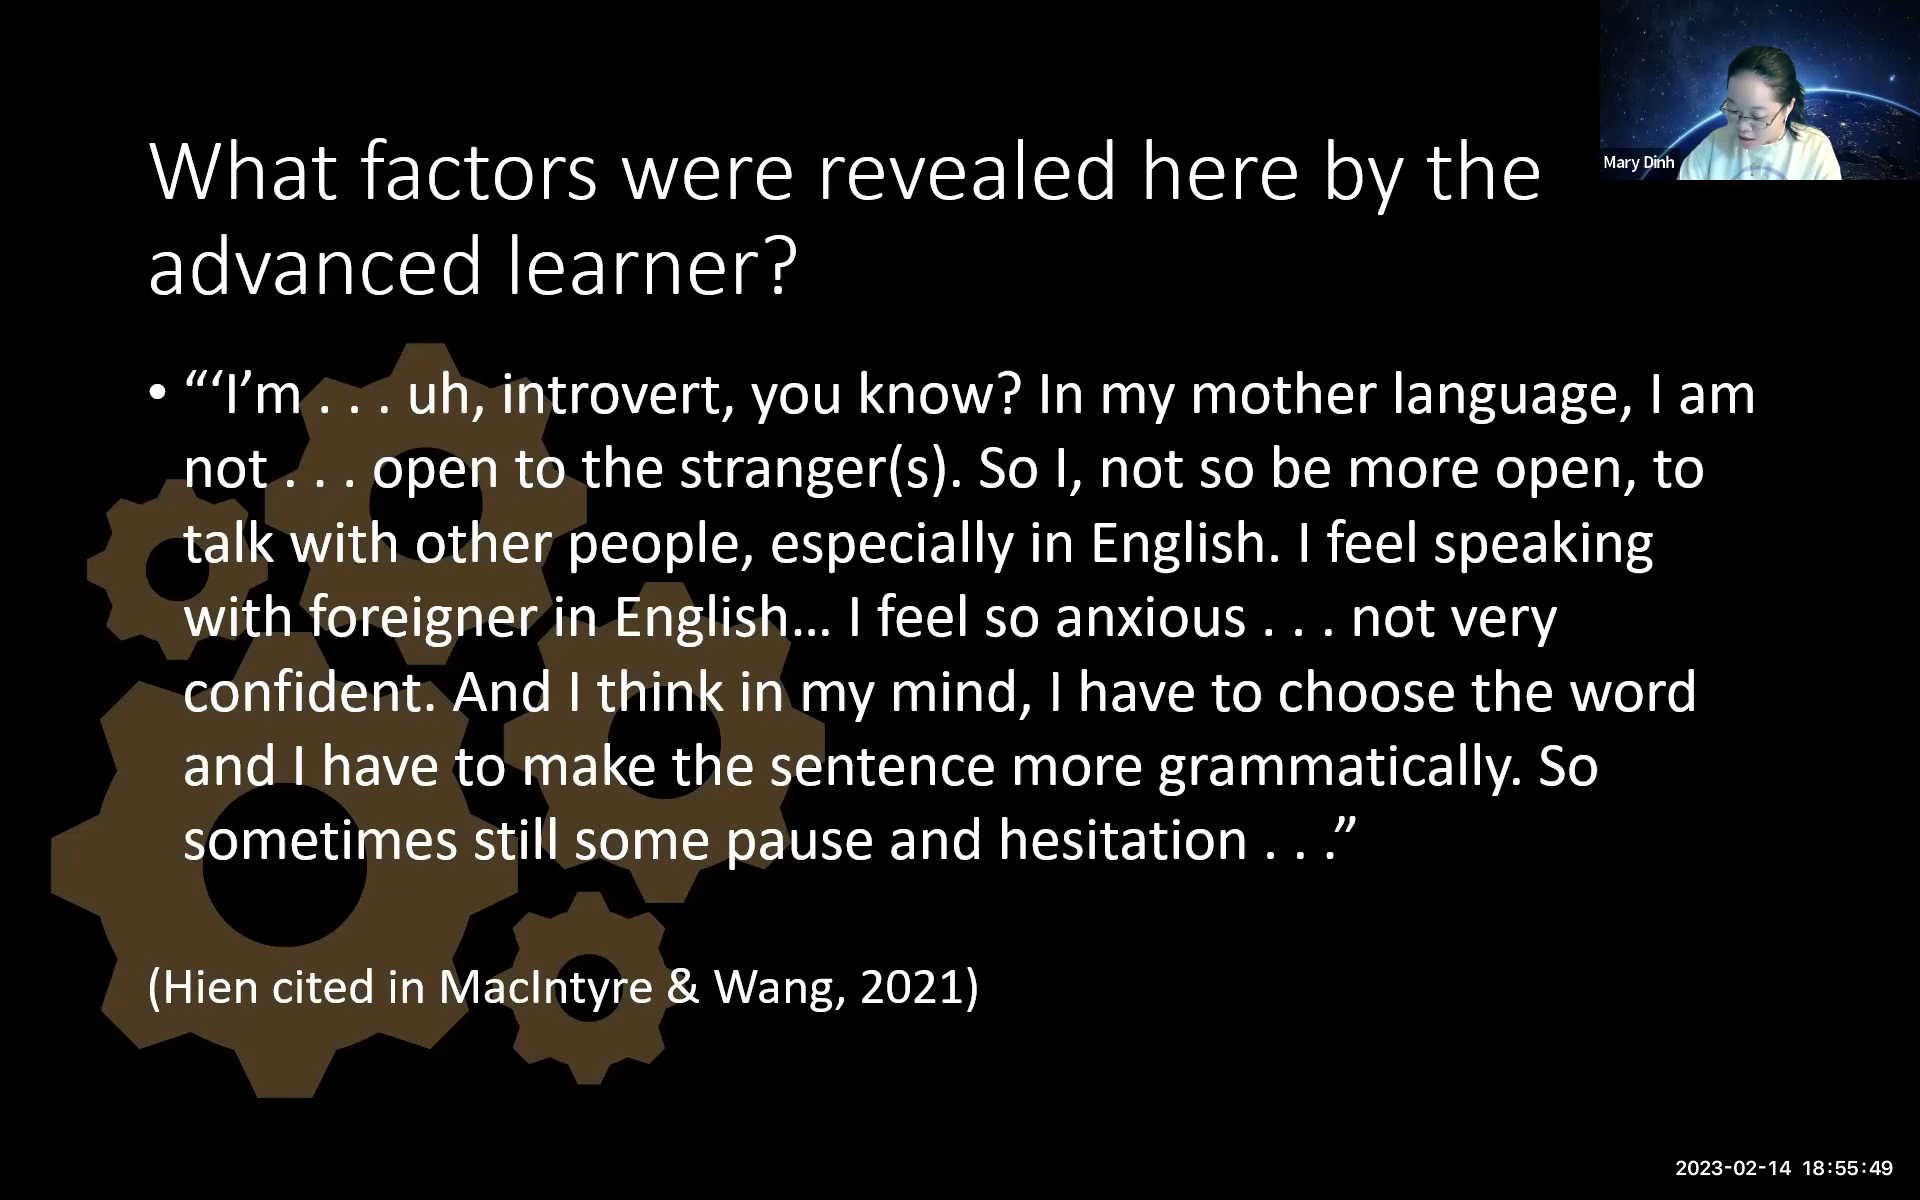 What factors were revealed here by the
advanced learner?
Mary Dinh
• “‘I’m . . . uh, introvert, you know? In my mother language, I am
not . . . open to the stranger(s). So I, not so be more open, to
talk with other people, especially in English. I feel speaking
with foreigner in English… I feel so anxious . . . not very
confident. And I think in my mind, I have to choose the word
and I have to make the sentence more grammatically. So
sometimes still some pause and hesitation . . .”
(Hien cited in MacIntyre & Wang, 2021)
2023-02-14 18:55:49